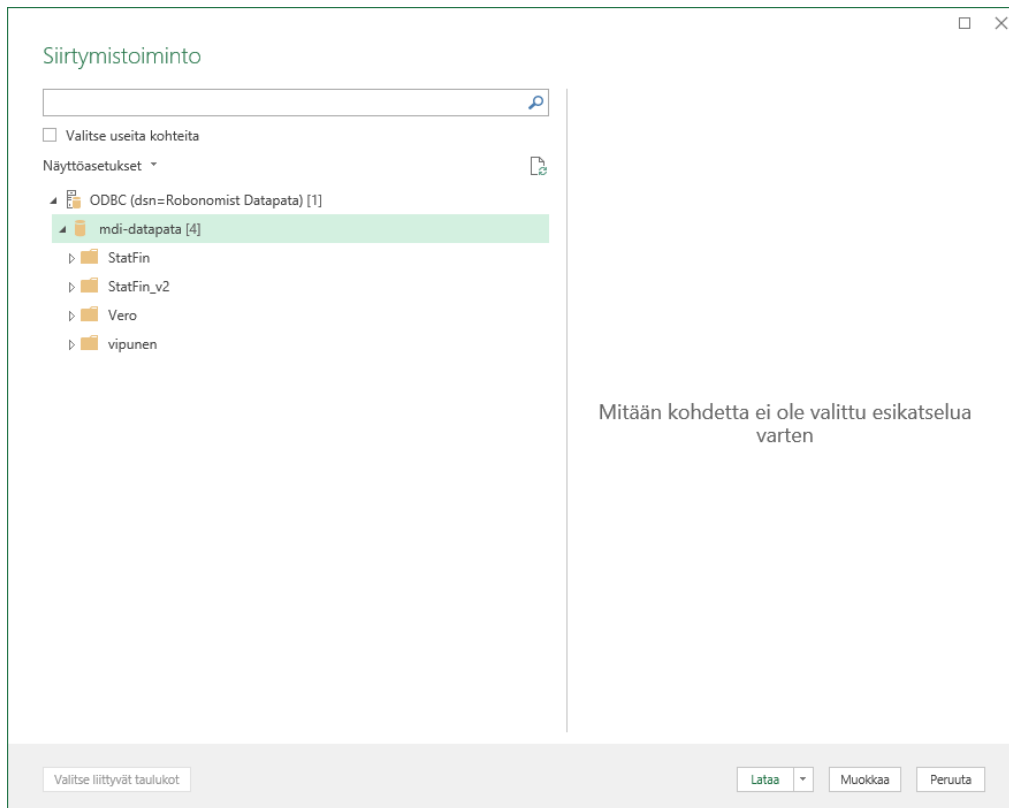 Siirtymistoiminto
Valitse useita kohteita
Näyttöasetukset
ODBC (dsn=Robonomist Datapata) [1]
mdi-datapata [4]
StatFin
StatFin_v2
Vero
vipunen
Mitään kohdetta ei ole valittu esikatselua
varten
Valitse liittyvät taulukot
Lataa
Muokkaa
Peruuta